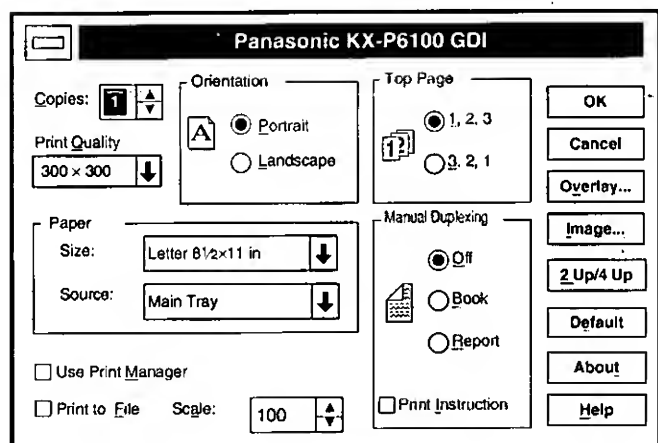 Panasonic KX-P6100 GDI
Copies: 1
Print Quality
300 × 300
Orientation
A
Portrait
Landscape
Top Page
1 2
1, 2, 3
3, 2, 1
Paper
Size: Letter 8½×11 in
Source: Main Tray
Manual Duplexing
Off
Book
Report
Print Instruction
Use Print Manager
Print to File Scale: 100
OK
Cancel
Overlay...
Image...
2 Up/4 Up
Default
About
Help